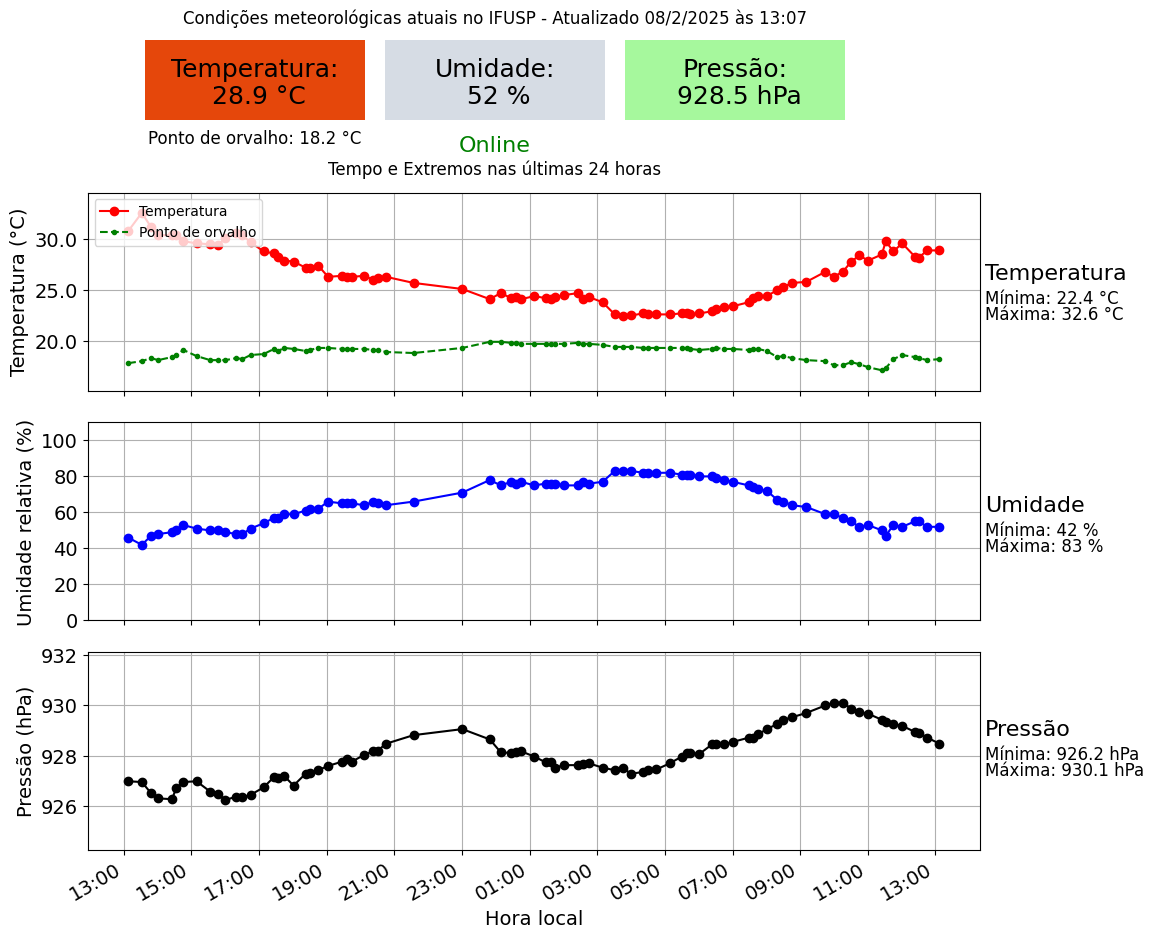 Condições meteorológicas atuais no IFUSP - Atualizado 08/2/2025 às 13:07
Temperatura:
28.9 °C
Umidade:
52 %
Pressão:
928.5 hPa
Ponto de orvalho: 18.2 °C
Online
Tempo e Extremos nas últimas 24 horas
Temperatura (°C)
30.0
25.0
20.0
Temperatura
Ponto de orvalho
Temperatura
Mínima: 22.4 °C
Máxima: 32.6 °C
Umidade relativa (%)
100
80
60
40
20
0
Umidade
Mínima: 42 %
Máxima: 83 %
Pressão (hPa)
932
930
928
926
Pressão
Mínima: 926.2 hPa
Máxima: 930.1 hPa
13:00
15:00
17:00
19:00
21:00
23:00
01:00
03:00
05:00
07:00
09:00
11:00
13:00
Hora local